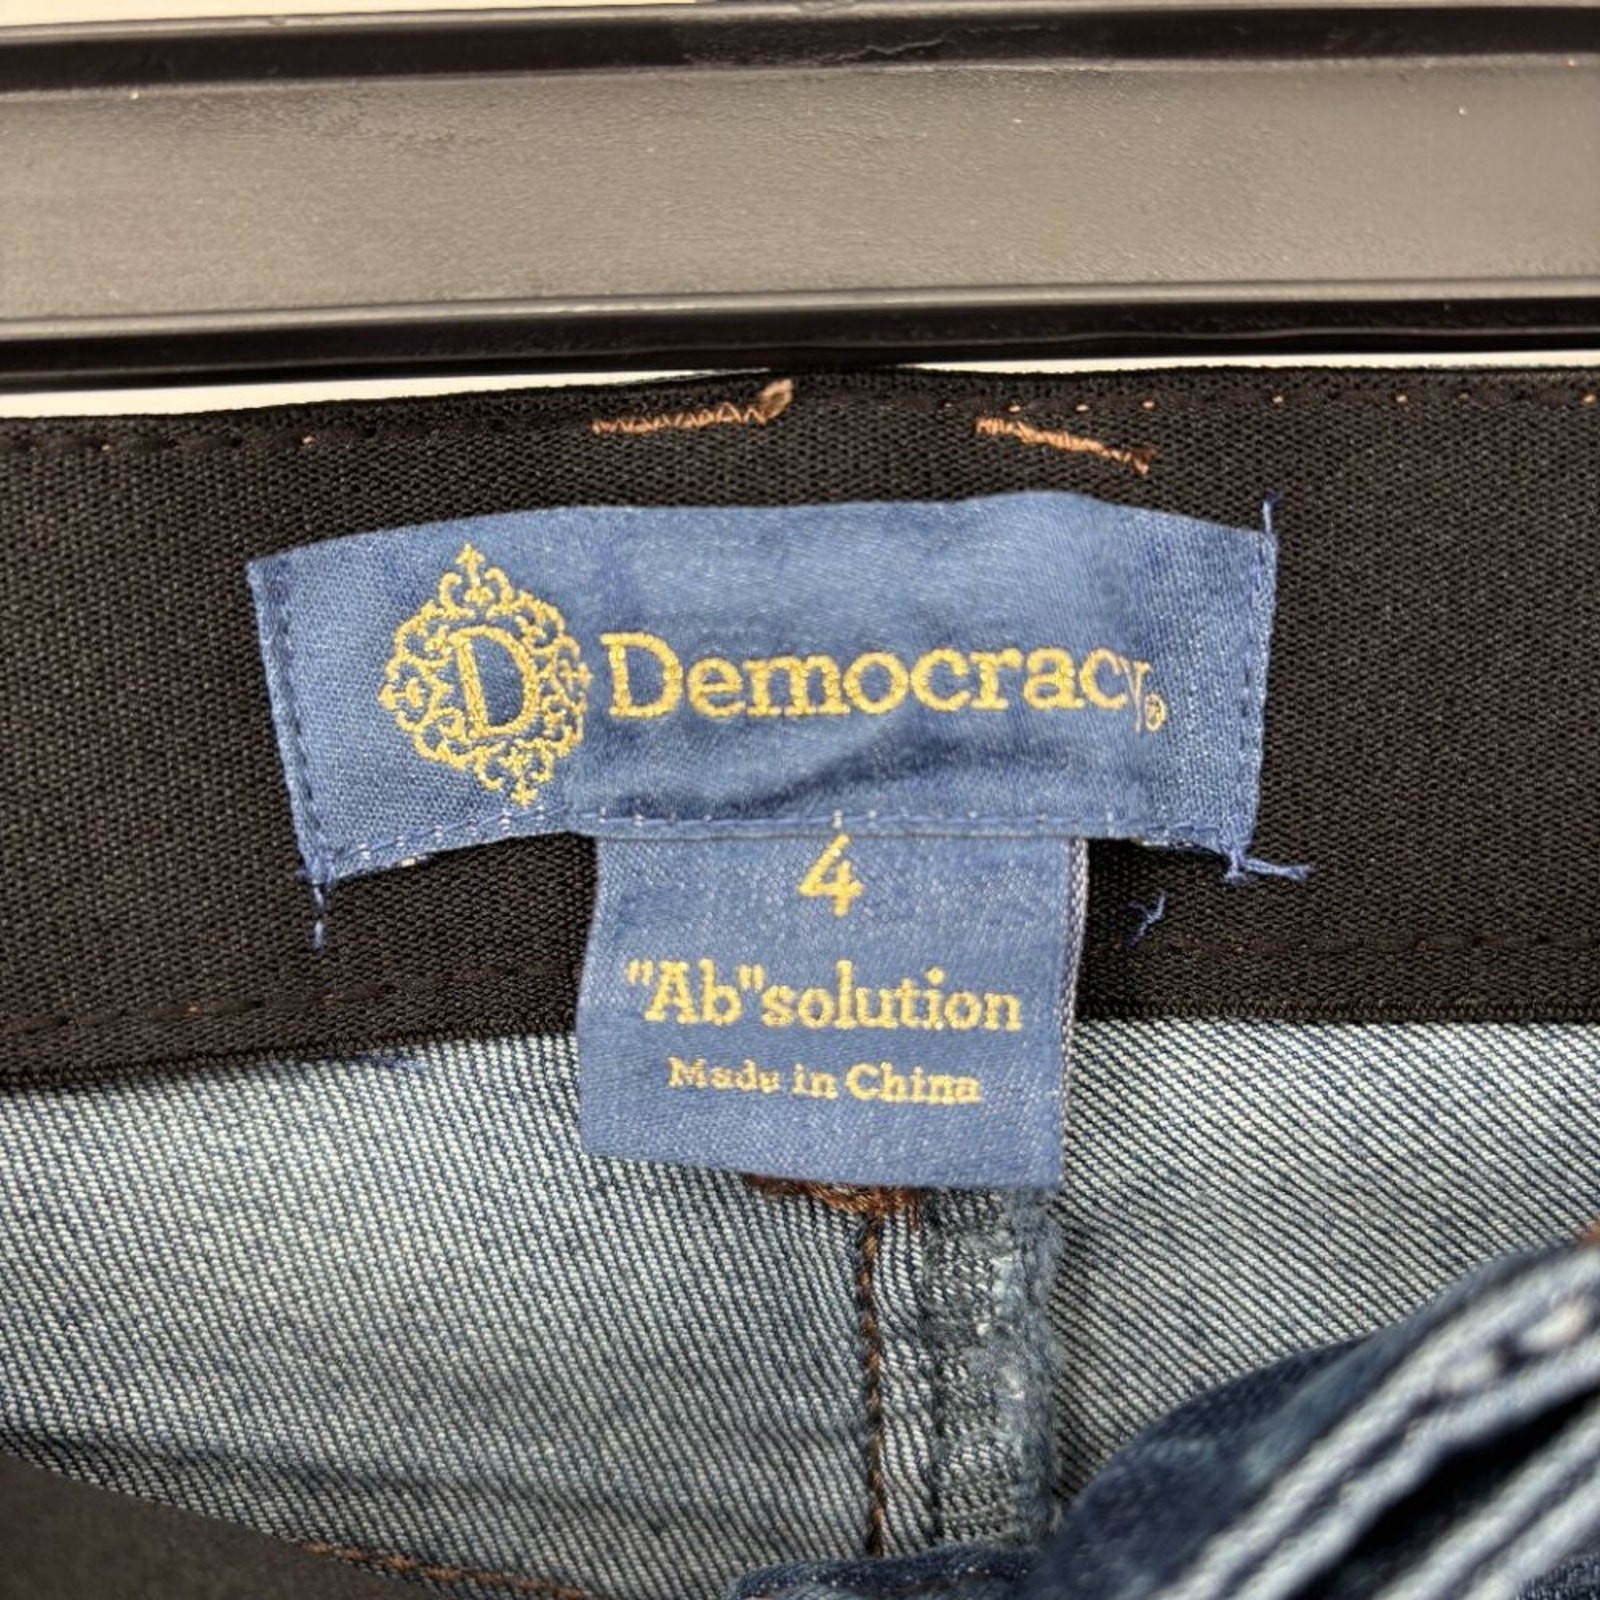 D Democracy®
4
"Ab"solution
Made in China